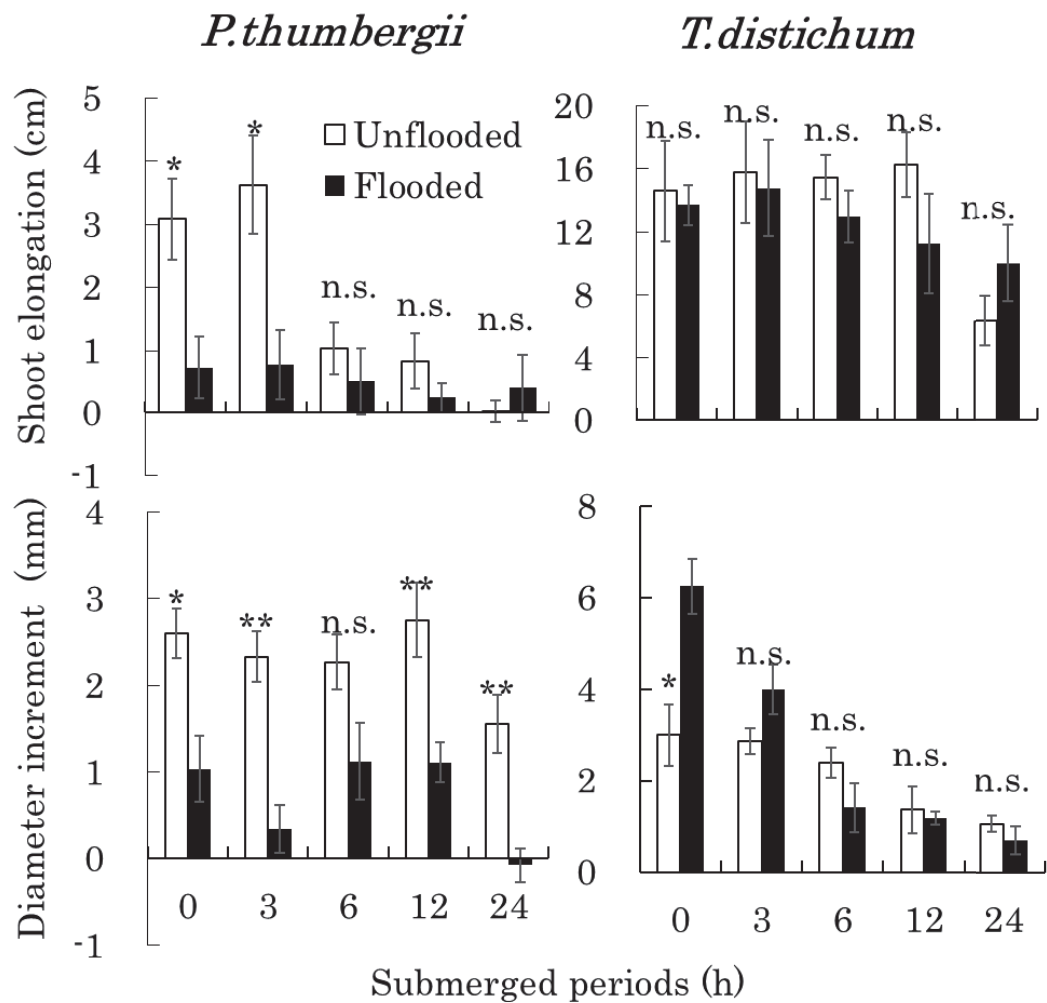 P.thumbergii
T.distichum
Shoot elongation (cm)
5
4
3
2
1
0
-1
* * n.s. n.s. n.s.
Unflooded
Flooded
20
16
12
8
4
0
n.s. n.s. n.s. n.s. n.s.
Diameter increment (mm)
4
3
2
1
0
-1
* ** n.s. ** **
0 3 6 12 24
8
6
4
2
0
* n.s. n.s. n.s. n.s.
0 3 6 12 24
Submerged periods (h)